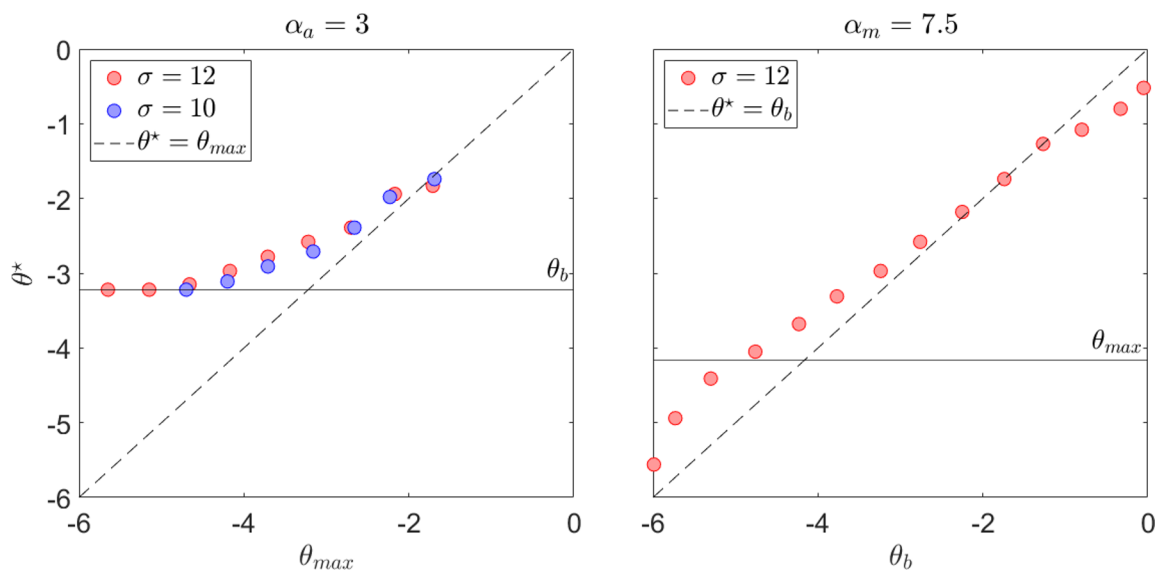 α_a = 3
σ = 12
σ = 10
θ* = θ_max
θ_b
0
-1
-2
-3
-4
-5
-6
θ*
-6 -4 -2 0
θ_max
α_m = 7.5
σ = 12
θ* = θ_b
θ_max
-6 -4 -2 0
θ_b